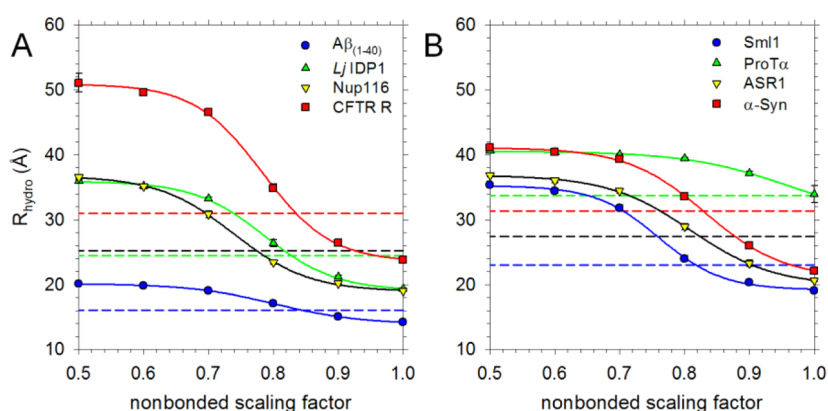 A
B
Aβ(1-40)
Lj IDP1
Nup116
CFTR R
Sml1
ProTα
ASR1
α-Syn
Rhydro (Å)
60
50
40
30
20
10
60
50
40
30
20
10
0.5 0.6 0.7 0.8 0.9 1.0
0.5 0.6 0.7 0.8 0.9 1.0
nonbonded scaling factor
nonbonded scaling factor